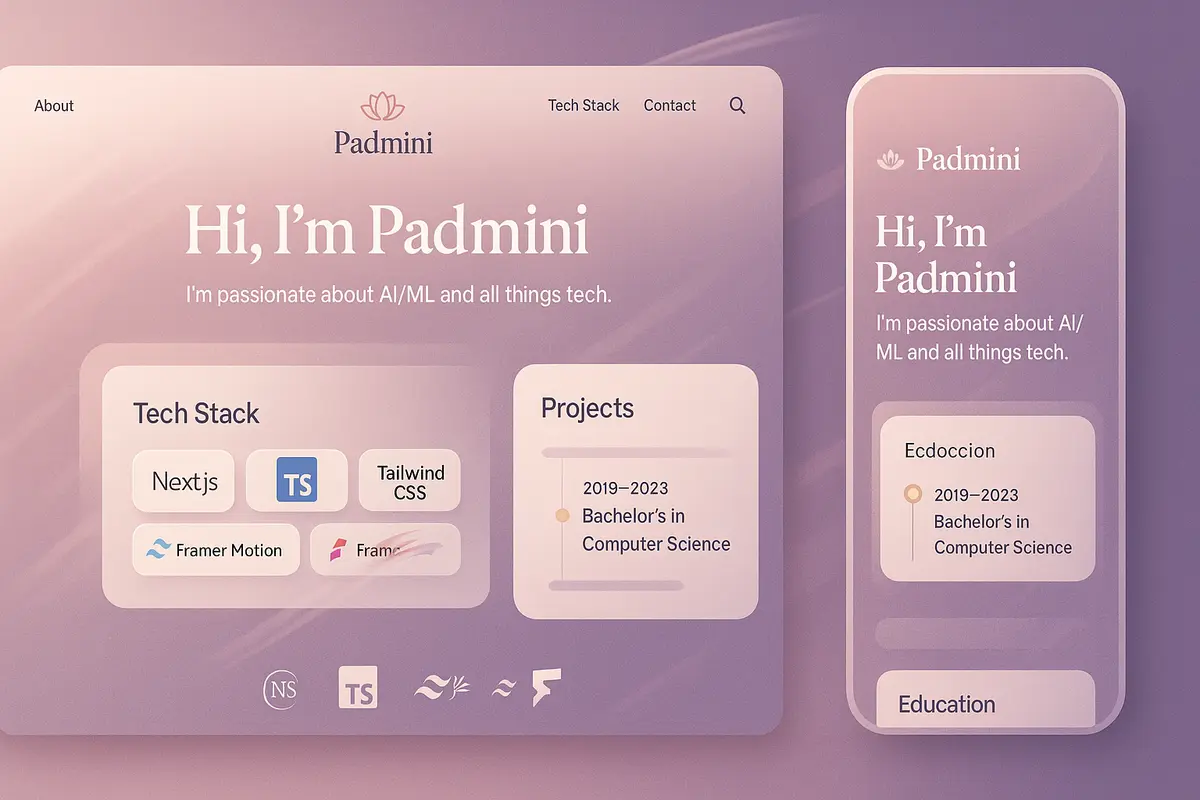 About
Padmini
Tech Stack
Contact
Hi, I'm Padmini
I'm passionate about AI/ML and all things tech.
Tech Stack
Nextjs
TS
Tailwind
CSS
Framer Motion
Frame
Projects
2019–2023
Bachelor's in
Computer Science
NS
TS
Padmini
Hi, I'm
Padmini
I'm passionate about AI/
ML and all things tech.
Ecdoccion
2019–2023
Bachelor's in
Computer Science
Education